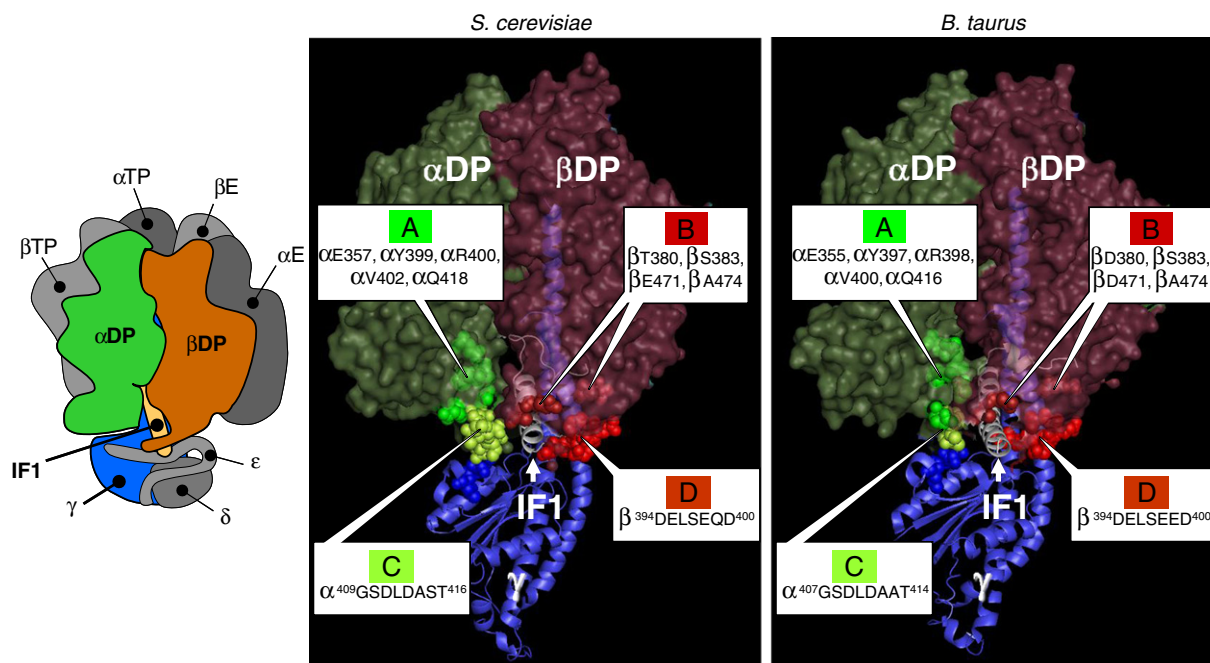 S. cerevisiae
B. taurus
αTP
βE
βTP
αE
αDP
βDP
IF1
γ
ε
δ
αDP
βDP
A
αE357, αY399, αR400,
αV402, αQ418
B
βT380, βS383,
βE471, βA474
IF1
D
β³⁹⁴DELSEQD⁴⁰⁰
C
α⁴⁰⁹GSDLDAST⁴¹⁶
γ
αDP
βDP
A
αE355, αY397, αR398,
αV400, αQ416
B
βD380, βS383,
βD471, βA474
IF1
D
β³⁹⁴DELSEED⁴⁰⁰
C
α⁴⁰⁷GSDLDAAT⁴¹⁴
γ